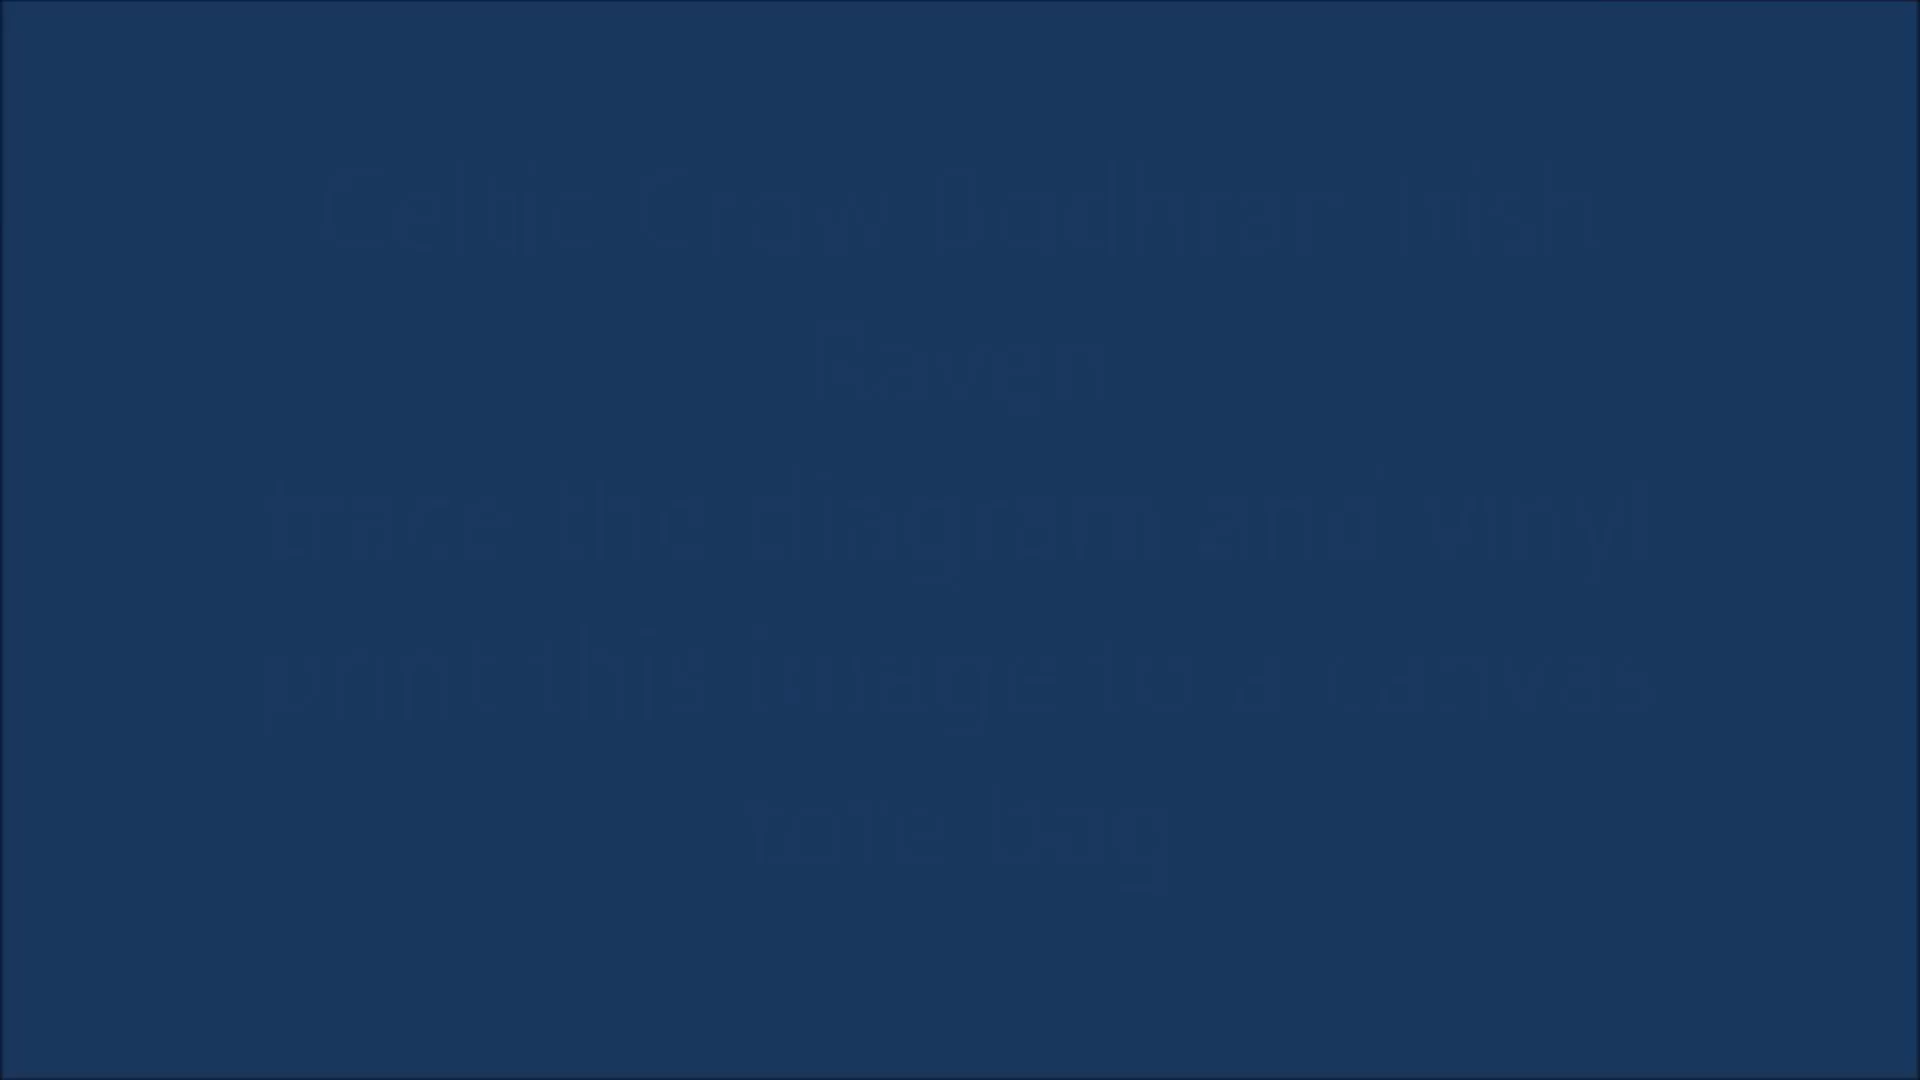 Celtic Crow Bodhran Irish
Raven
trace the diagram and vinyl
print this image to a canvas
tote bag